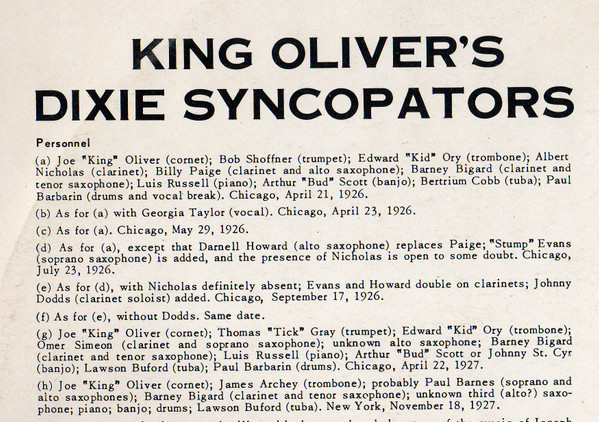 KING OLIVER'S
DIXIE SYNCOPATORS
Personnel
(a) Joe "King" Oliver (cornet); Bob Shoffner (trumpet); Edward "Kid" Ory (trombone); Albert
Nicholas (clarinet); Billy Paige (clarinet and alto saxophone); Barney Bigard (clarinet and
tenor saxophone); Luis Russell (piano); Arthur "Bud" Scott (banjo); Bertrium Cobb (tuba); Paul
Barbarin (drums and vocal break). Chicago, April 21, 1926.
(b) As for (a) with Georgia Taylor (vocal). Chicago, April 23, 1926.
(c) As for (a). Chicago, May 29, 1926.
(d) As for (a), except that Darnell Howard (alto saxophone) replaces Paige; "Stump" Evans
(soprano saxophone) is added, and the presence of Nicholas is open to some doubt. Chicago,
July 23, 1926.
(e) As for (d), with Nicholas definitely absent; Evans and Howard double on clarinets; Johnny
Dodds (clarinet soloist) added. Chicago, September 17, 1926.
(f) As for (e), without Dodds. Same date.
(g) Joe "King" Oliver (cornet); Thomas "Tick" Gray (trumpet); Edward "Kid" Ory (trombone);
Omer Simeon (clarinet and soprano saxophone); unknown alto saxophone; Barney Bigard
(clarinet and tenor saxophone); Luis Russell (piano); Arthur "Bud" Scott or Johnny St. Cyr
(banjo); Lawson Buford (tuba); Paul Barbarin (drums). Chicago, April 22, 1927.
(h) Joe "King" Oliver (cornet); James Archey (trombone); probably Paul Barnes (soprano and
alto saxophones); Barney Bigard (clarinet and tenor saxophone); unknown third (alto?) saxo-
phone; piano; banjo; drums; Lawson Buford (tuba). New York, November 18, 1927.